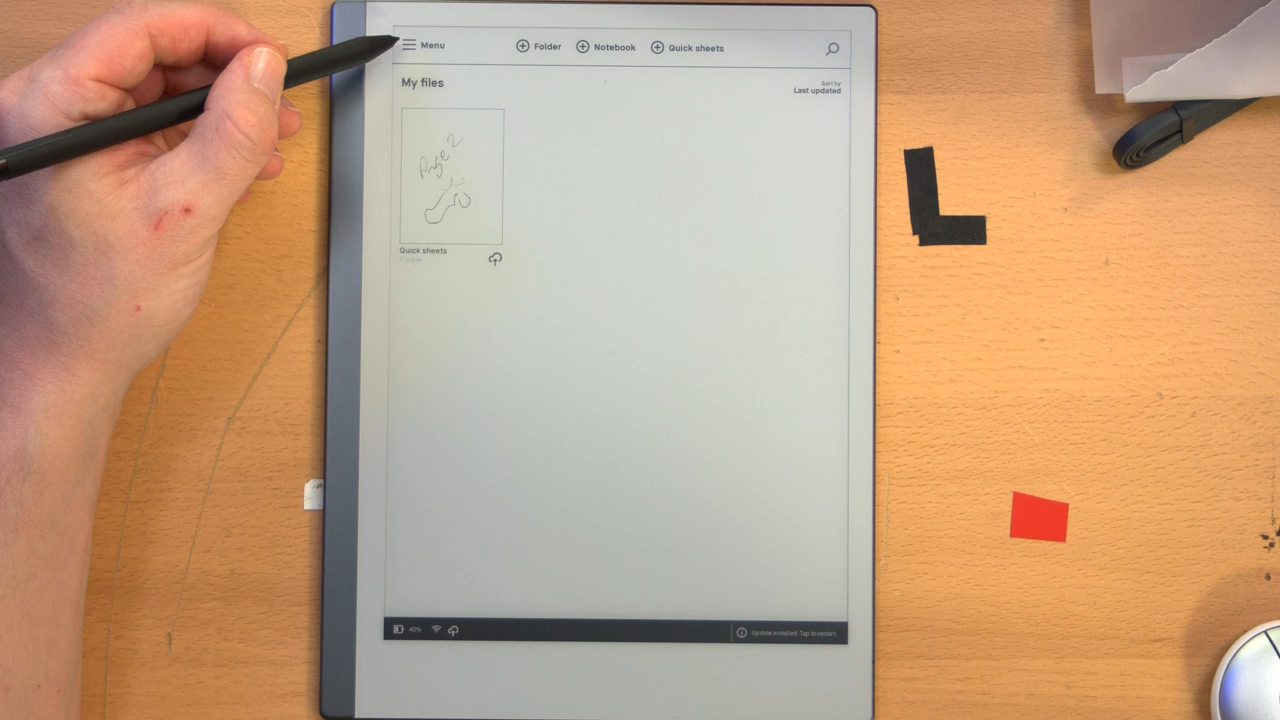 Menu
Folder
Notebook
Quick sheets
My files
Sort by
Last updated
Page 2
Quick sheets
40%
Update installed. Tap to restart.